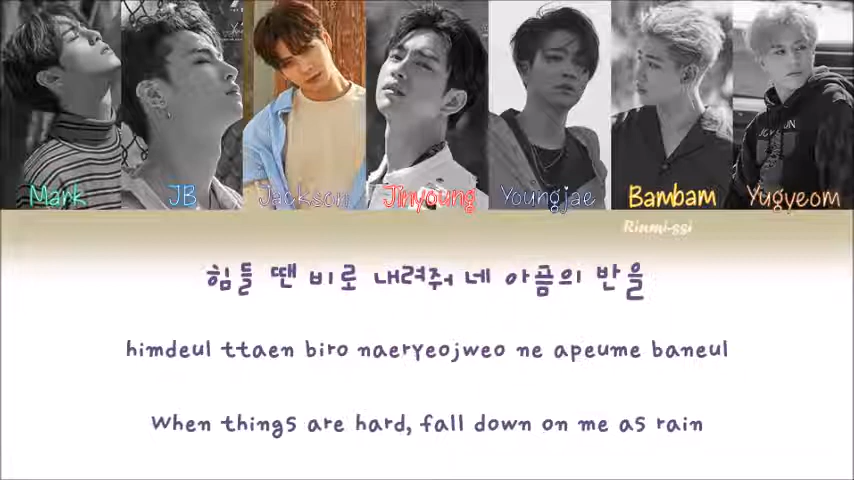 Mark JB Jackson Jinyoung Youngjae Bambam Yugyeom
Rinmi-ssi
힘들 땐 비로 내려줘 네 아픔의 반을
himdeul ttaen biro naeryeojweo ne apeume baneul
When things are hard, fall down on me as rain